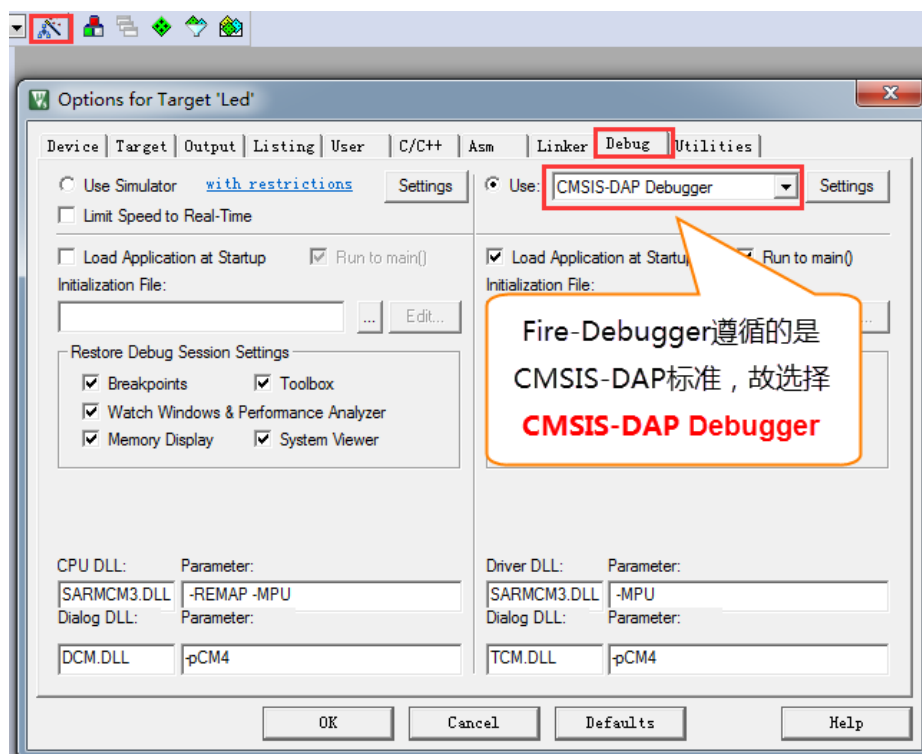 Options for Target 'Led'
Device Target Output Listing User C/C++ Asm Linker Debug Utilities
Use Simulator with restrictions Settings
Limit Speed to Real-Time
Load Application at Startup Run to main()
Initialization File:
... Edit...
Restore Debug Session Settings
Breakpoints Toolbox
Watch Windows & Performance Analyzer
Memory Display System Viewer
CPU DLL: Parameter:
SARMCM3.DLL -REMAP -MPU
Dialog DLL: Parameter:
DCM.DLL -pCM4
Use: CMSIS-DAP Debugger Settings
Load Application at Startup Run to main()
Initialization File:
Fire-Debugger遵循的是
CMSIS-DAP标准，故选择
CMSIS-DAP Debugger
Driver DLL: Parameter:
SARMCM3.DLL -MPU
Dialog DLL: Parameter:
TCM.DLL -pCM4
OK Cancel Defaults Help